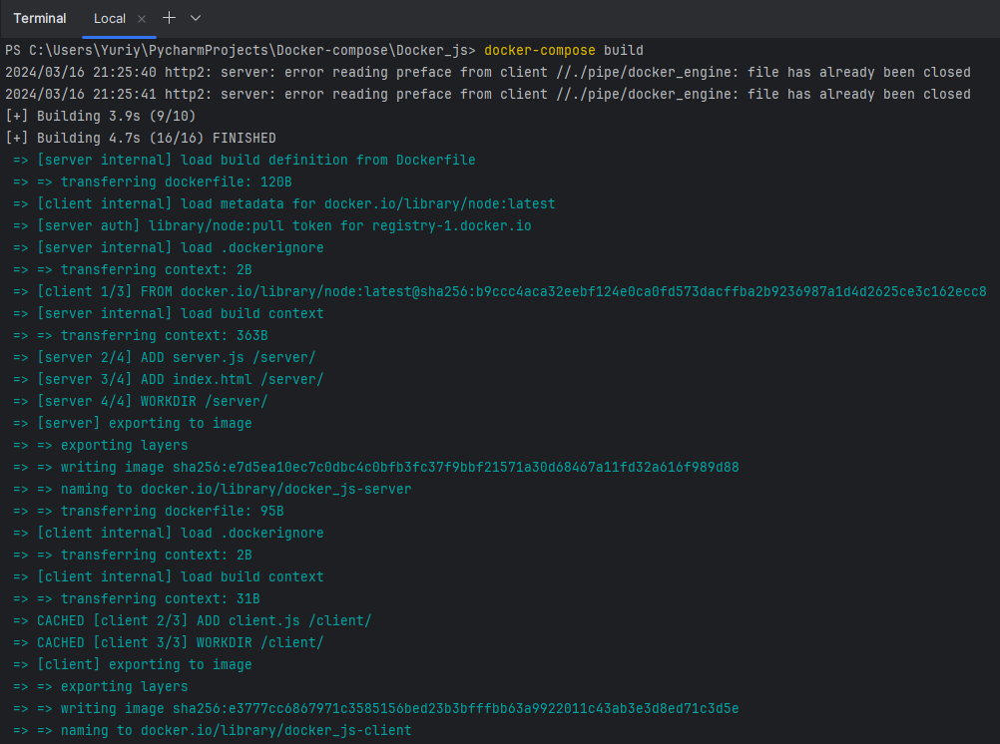 Terminal Local × + ⌄
PS C:\Users\Yuriy\PycharmProjects\Docker-compose\Docker_js> docker-compose build
2024/03/16 21:25:40 http2: server: error reading preface from client //./pipe/docker_engine: file has already been closed
2024/03/16 21:25:41 http2: server: error reading preface from client //./pipe/docker_engine: file has already been closed
[+] Building 3.9s (9/10)
[+] Building 4.7s (16/16) FINISHED
=> [server internal] load build definition from Dockerfile
=> => transferring dockerfile: 120B
=> [client internal] load metadata for docker.io/library/node:latest
=> [server auth] library/node:pull token for registry-1.docker.io
=> [server internal] load .dockerignore
=> => transferring context: 2B
=> [client 1/3] FROM docker.io/library/node:latest@sha256:b9ccc4aca32eebf124e0ca0fd573dacffba2b9236987a1d4d2625ce3c162ecc8
=> [server internal] load build context
=> => transferring context: 363B
=> [server 2/4] ADD server.js /server/
=> [server 3/4] ADD index.html /server/
=> [server 4/4] WORKDIR /server/
=> [server] exporting to image
=> => exporting layers
=> => writing image sha256:e7d5ea10ec7c0dbc4c0bfb3fc37f9bbf21571a30d68467a11fd32a616f989d88
=> => naming to docker.io/library/docker_js-server
=> => transferring dockerfile: 95B
=> [client internal] load .dockerignore
=> => transferring context: 2B
=> [client internal] load build context
=> => transferring context: 31B
=> CACHED [client 2/3] ADD client.js /client/
=> CACHED [client 3/3] WORKDIR /client/
=> [client] exporting to image
=> => exporting layers
=> => writing image sha256:e3777cc6867971c3585156bed23b3bfffbb63a9922011c43ab3e3d8ed71c3d5e
=> => naming to docker.io/library/docker_js-client